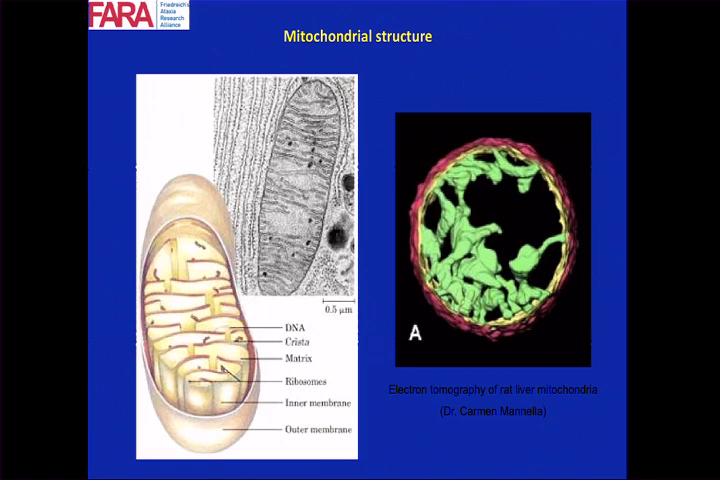 FARA
Friedreich's
Ataxia
Research
Alliance
Mitochondrial structure
0.5 μm
DNA
Crista
Matrix
Ribosomes
Inner membrane
Outer membrane
A
Electron tomography of rat liver mitochondria
(Dr. Carmen Mannella)